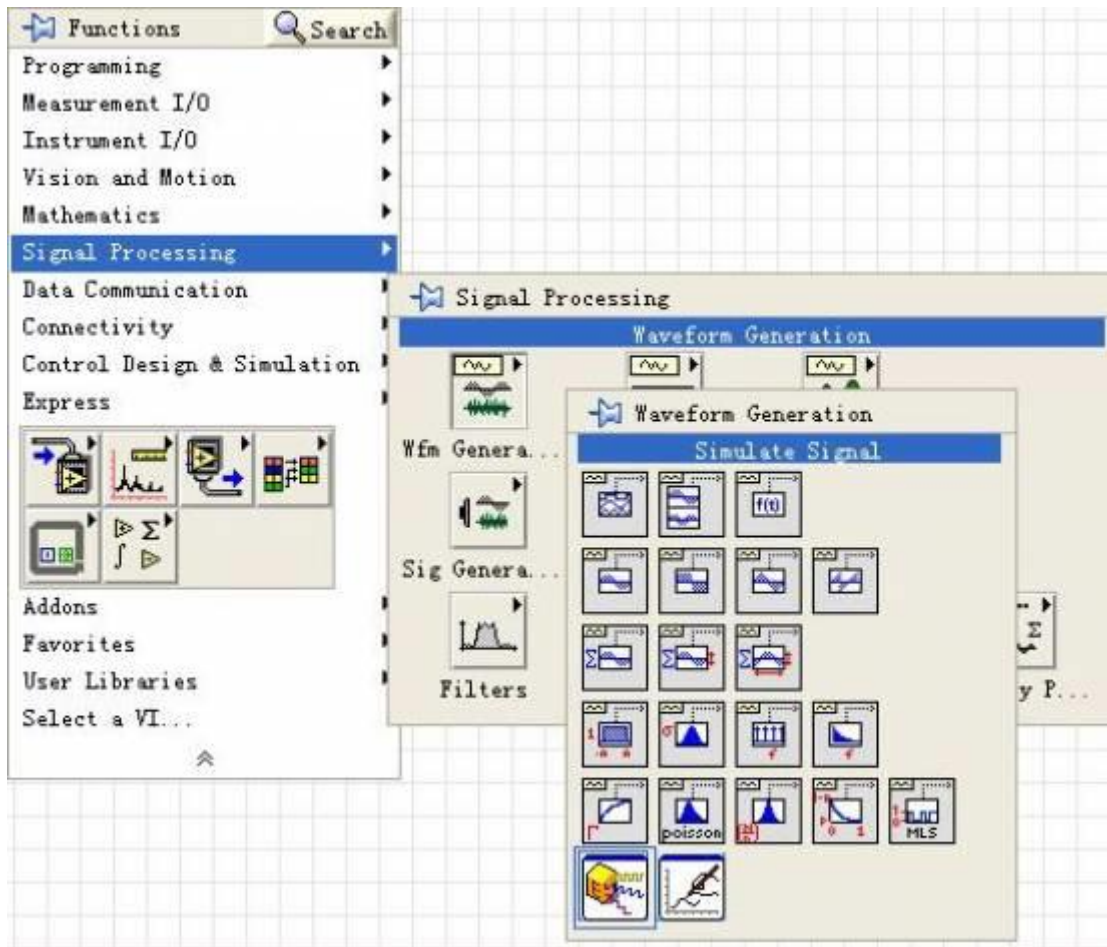 Functions Search
Programming
Measurement I/O
Instrument I/O
Vision and Motion
Mathematics
Signal Processing
Data Communication
Connectivity
Control Design & Simulation
Express
Addons
Favorites
User Libraries
Select a VI...
Signal Processing
Waveform Generation
Wfm Genera...
Sig Genera...
Filters
y P...
Waveform Generation
Simulate Signal
f(t)
poisson
MLS